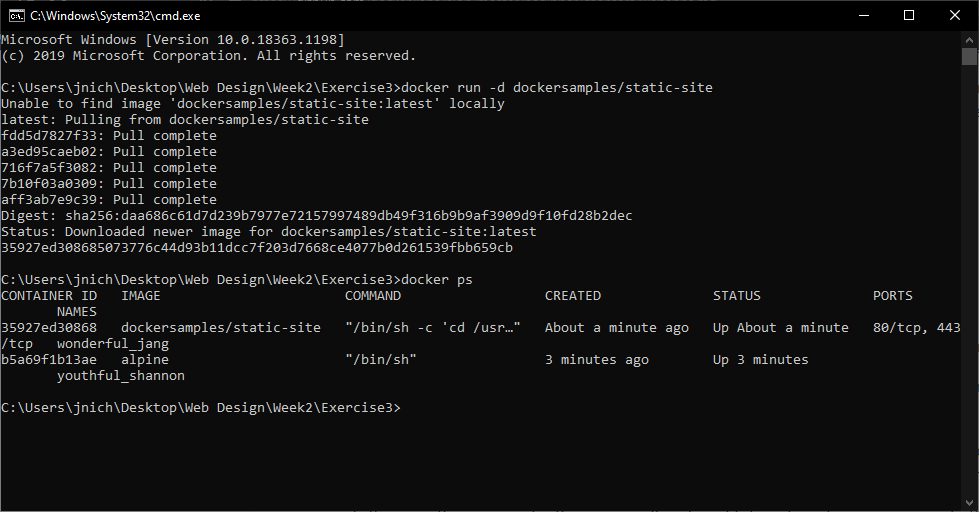 C:\Windows\System32\cmd.exe
Microsoft Windows [Version 10.0.18363.1198]
(c) 2019 Microsoft Corporation. All rights reserved.
C:\Users\jnich\Desktop\Web Design\Week2\Exercise3>docker run -d dockersamples/static-site
Unable to find image 'dockersamples/static-site:latest' locally
latest: Pulling from dockersamples/static-site
fdd5d7827f33: Pull complete
a3ed95caeb02: Pull complete
716f7a5f3082: Pull complete
7b10f03a0309: Pull complete
aff3ab7e9c39: Pull complete
Digest: sha256:daa686c61d7d239b7977e72157997489db49f316b9b9af3909d9f10fd28b2dec
Status: Downloaded newer image for dockersamples/static-site:latest
35927ed308685073776c44d93b11dcc7f203d7668ce4077b0d261539fbb659cb
C:\Users\jnich\Desktop\Web Design\Week2\Exercise3>docker ps
CONTAINER ID   IMAGE                       COMMAND                  CREATED              STATUS              PORTS
       NAMES
35927ed30868   dockersamples/static-site   "/bin/sh -c 'cd /usr…"   About a minute ago   Up About a minute   80/tcp, 443
/tcp   wonderful_jang
b5a69f1b13ae   alpine                      "/bin/sh"                3 minutes ago        Up 3 minutes
       youthful_shannon
C:\Users\jnich\Desktop\Web Design\Week2\Exercise3>